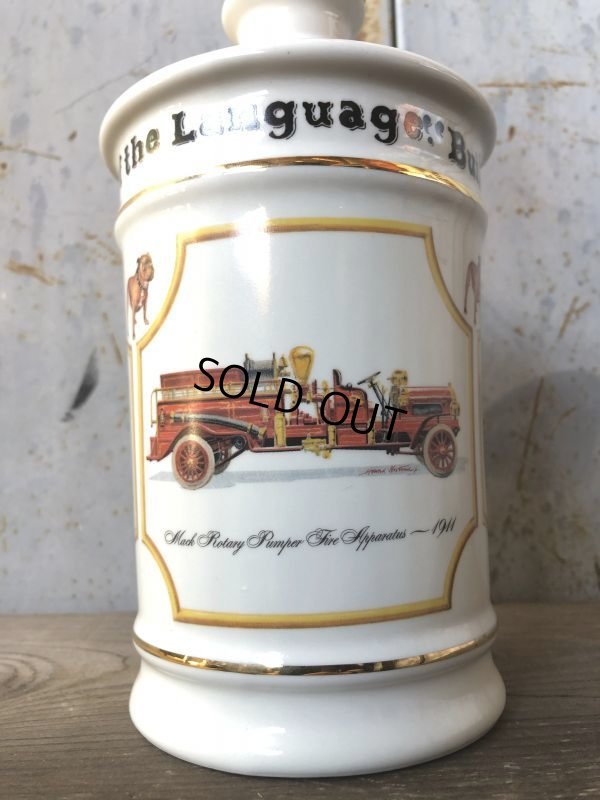 the Language:
SOLD OUT
Mack Rotary Pumper Fire Apparatus — 1911